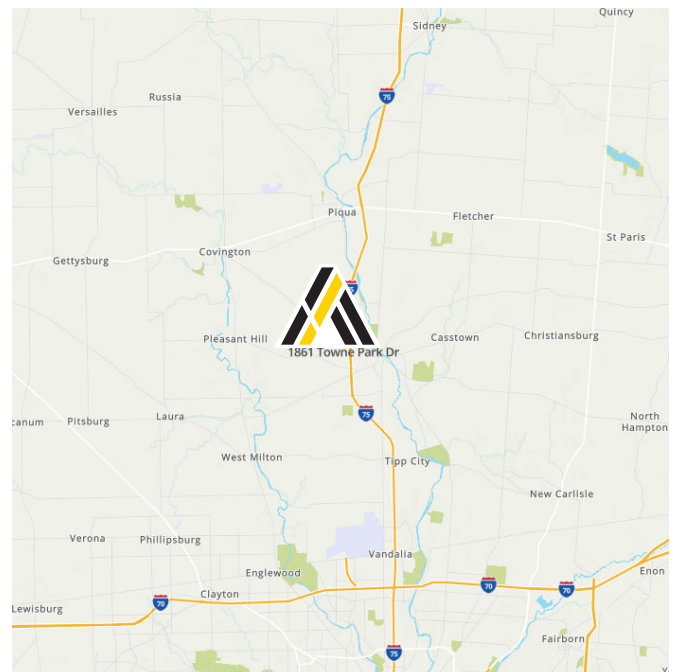 Quincy
Sidney
75
Russia
Versailles
Piqua
Fletcher
St Paris
Covington
Gettysburg
Pleasant Hill
Casstown
Christiansburg
1861 Towne Park Dr
75
Laura
Pitsburg
canum
North
Hampton
West Milton
Tipp City
New Carlisle
Verona
Phillipsburg
Vandalia
Englewood
Enon
70
70
Clayton
70
Lewisburg
Fairborn
75